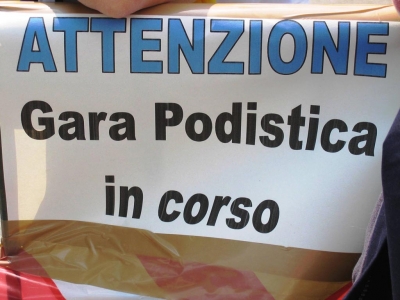 ATTENZIONE
Gara Podistica
in corso